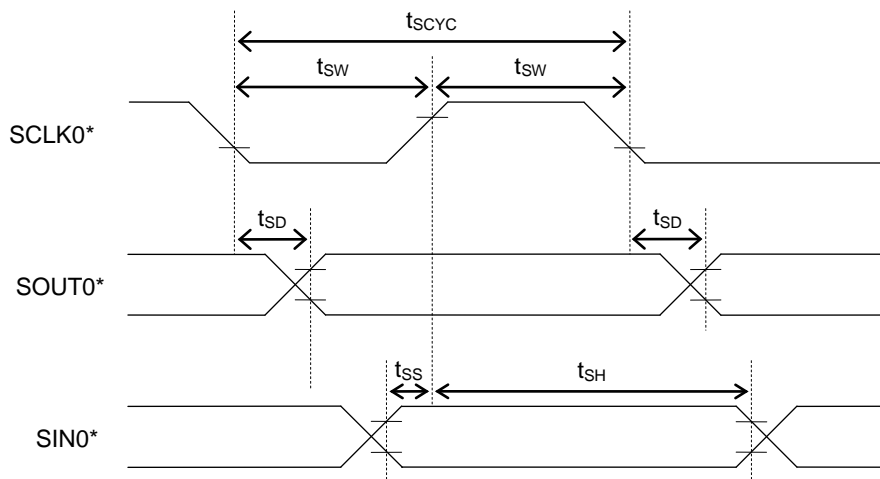 tSCYC
tSW tSW
SCLK0*
tSD tSD
SOUT0*
tSS tSH
SIN0*